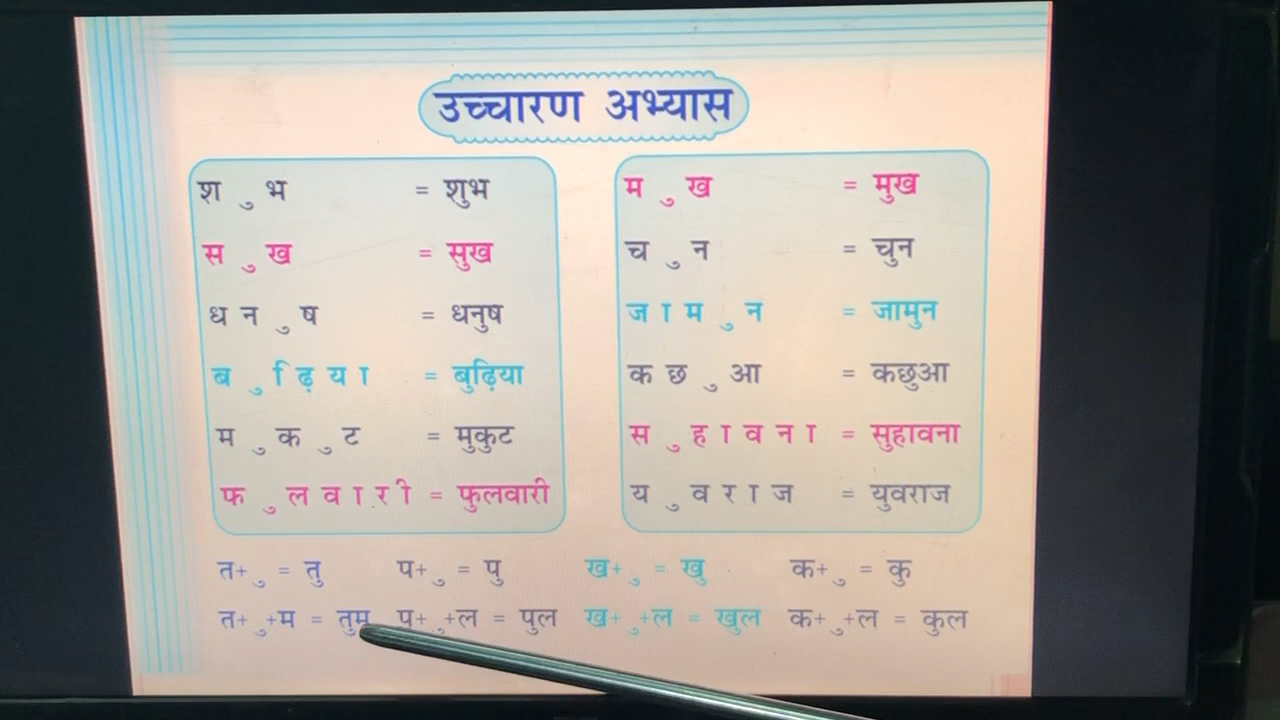 उच्चारण अभ्यास
श ु भ = शुभ
स ु ख = सुख
ध न ु ष = धनुष
ब ु ि ढ़ि या = बुढ़िया
म ु क ु ट = मुकुट
फ ु ल व ा र ी = फुलवारी
म ु ख = मुख
च ु न = चुन
ज ा म ु न = जामुन
क छ ु आ = कछुआ
स ु ह ा व न ा = सुहावना
य ु व र ा ज = युवराज
त+ ु = तु प+ ु = पु ख+ ु = खु क+ ु = कु
त+ ु +म = तुम प+ ु +ल = पुल ख+ ु +ल = खुल क+ ु +ल = कुल